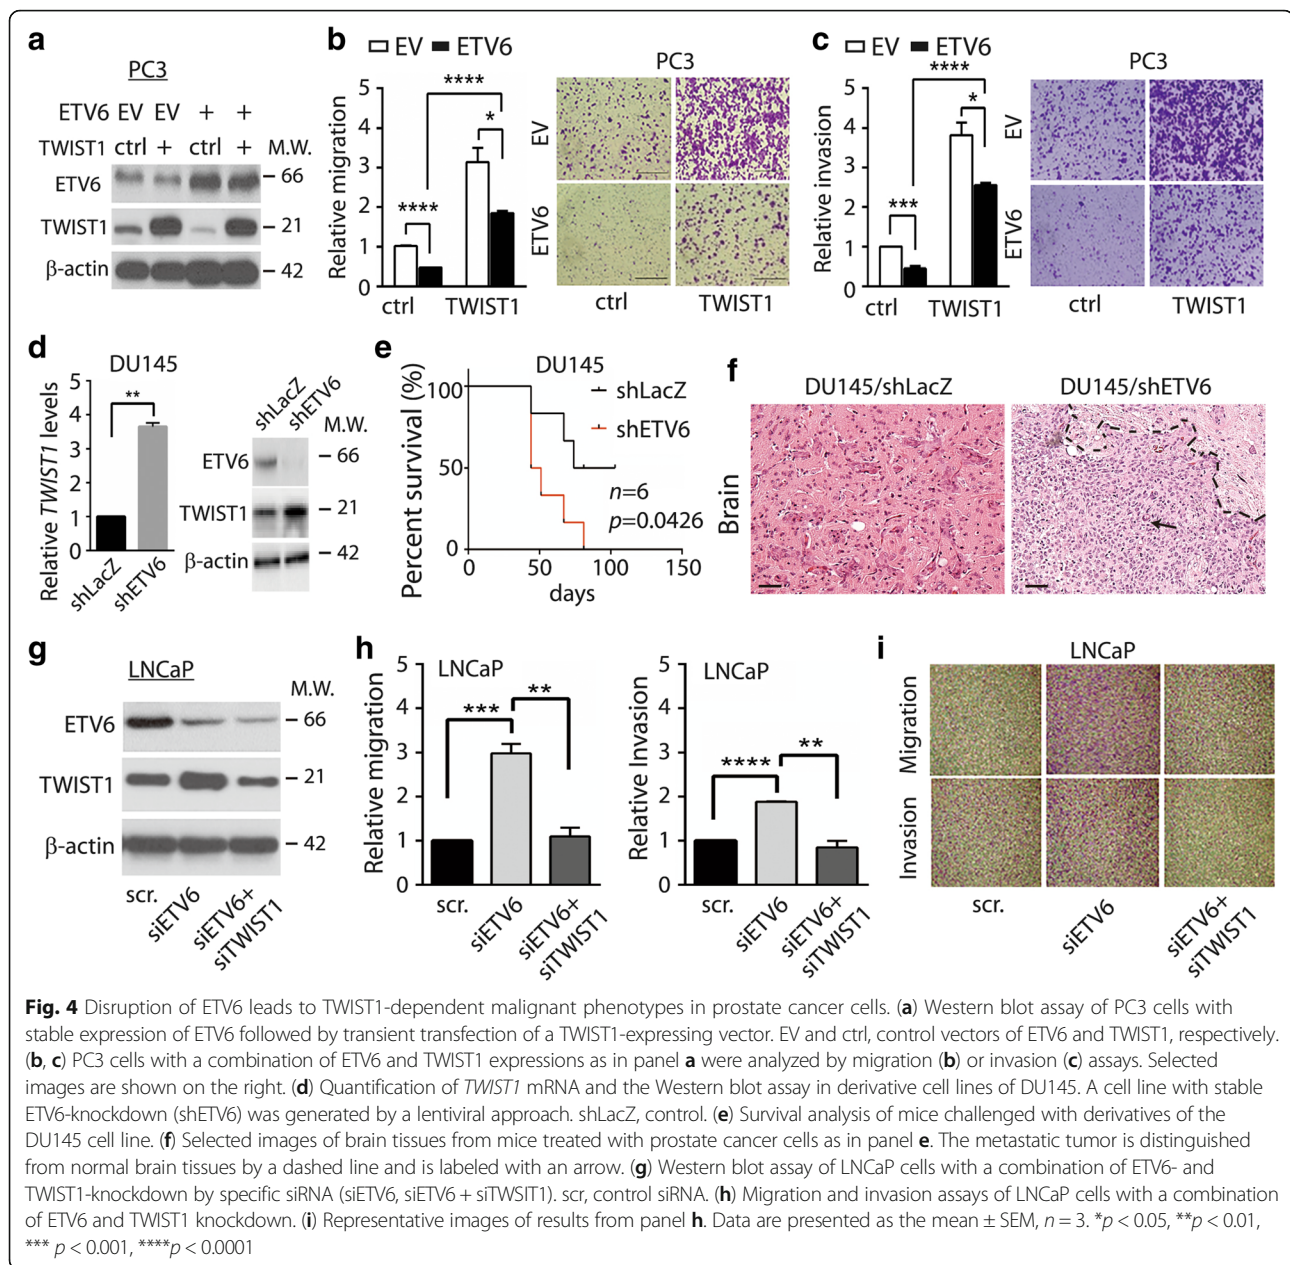 a
PC3
ETV6 EV EV + +
TWIST1 ctrl + ctrl + M.W.
ETV6 – 66
TWIST1 – 21
β-actin – 42
b
EV ETV6
Relative migration
5
4
3
2
1
0
**** * ****
ctrl TWIST1
PC3
EV
ETV6
ctrl TWIST1
c
EV ETV6
Relative invasion
5
4
3
2
1
0
*** * ****
ctrl TWIST1
PC3
EV
ETV6
ctrl TWIST1
d
DU145
Relative TWIST1 levels
5
4
3
2
1
0
**
shLacZ shETV6
shLacZ shETV6 M.W.
ETV6 – 66
TWIST1 – 21
β-actin – 42
e
DU145
Percent survival (%)
100
50
0
shLacZ
shETV6
n=6
p=0.0426
0 50 100 150
days
f
DU145/shLacZ DU145/shETV6
Brain
g
LNCaP
M.W.
ETV6 – 66
TWIST1 – 21
β-actin – 42
scr. siETV6 siETV6+ siTWIST1
h
LNCaP
Relative migration
5
4
3
2
1
0
*** **
scr. siETV6 siETV6+ siTWIST1
LNCaP
Relative Invasion
5
4
3
2
1
0
**** **
scr. siETV6 siETV6+ siTWIST1
i
LNCaP
Migration
Invasion
scr. siETV6 siETV6+ siTWIST1
Fig. 4 Disruption of ETV6 leads to TWIST1-dependent malignant phenotypes in prostate cancer cells. (a) Western blot assay of PC3 cells with
stable expression of ETV6 followed by transient transfection of a TWIST1-expressing vector. EV and ctrl, control vectors of ETV6 and TWIST1, respectively.
(b, c) PC3 cells with a combination of ETV6 and TWIST1 expressions as in panel a were analyzed by migration (b) or invasion (c) assays. Selected
images are shown on the right. (d) Quantification of TWIST1 mRNA and the Western blot assay in derivative cell lines of DU145. A cell line with stable
ETV6-knockdown (shETV6) was generated by a lentiviral approach. shLacZ, control. (e) Survival analysis of mice challenged with derivatives of the
DU145 cell line. (f) Selected images of brain tissues from mice treated with prostate cancer cells as in panel e. The metastatic tumor is distinguished
from normal brain tissues by a dashed line and is labeled with an arrow. (g) Western blot assay of LNCaP cells with a combination of ETV6- and
TWIST1-knockdown by specific siRNA (siETV6, siETV6 + siTWSIT1). scr, control siRNA. (h) Migration and invasion assays of LNCaP cells with a combination
of ETV6 and TWIST1 knockdown. (i) Representative images of results from panel h. Data are presented as the mean ± SEM, n = 3. *p < 0.05, **p < 0.01,
*** p < 0.001, ****p < 0.0001